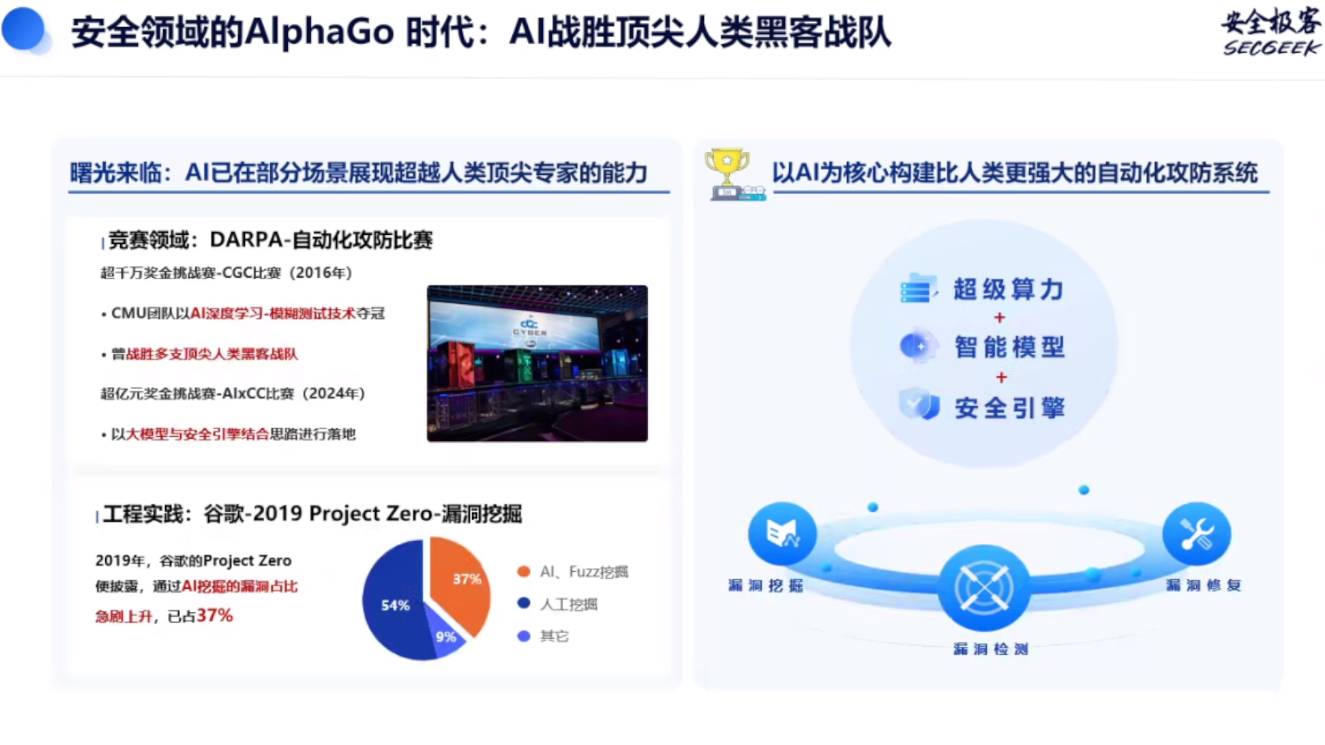 安全领域的AlphaGo 时代：AI战胜顶尖人类黑客战队
安全极客
SECGEEK
曙光来临：AI已在部分场景展现超越人类顶尖专家的能力
竞赛领域：DARPA-自动化攻防比赛
超千万奖金挑战赛-CGC比赛（2016年）
• CMU团队以AI深度学习-模糊测试技术夺冠
• 曾战胜多支顶尖人类黑客战队
超亿元奖金挑战赛-AIxCC比赛（2024年）
• 以大模型与安全引擎结合思路进行落地
CYBER
工程实践：谷歌-2019 Project Zero-漏洞挖掘
2019年，谷歌的Project Zero
便披露，通过AI挖掘的漏洞占比
急剧上升，已占37%
37%
54%
9%
AI、Fuzz挖掘
人工挖掘
其它
以AI为核心构建比人类更强大的自动化攻防系统
超级算力
+
智能模型
+
安全引擎
漏洞挖掘
漏洞检测
漏洞修复